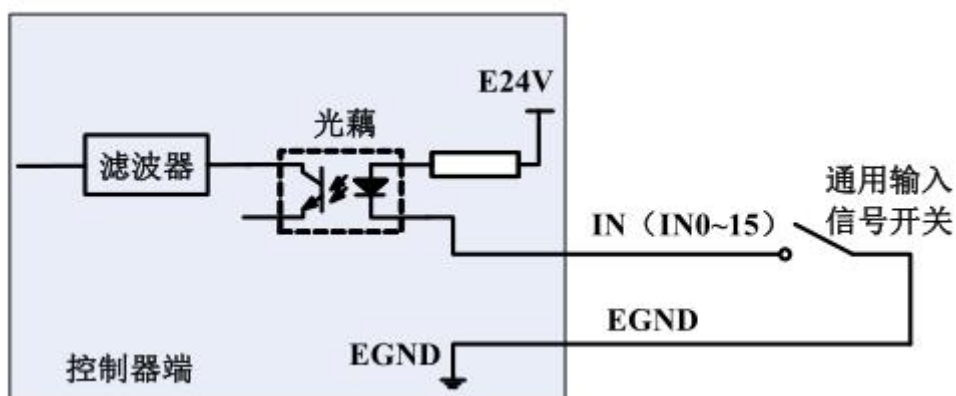 E24V
光藕
滤波器
通用输入
信号开关
IN（IN0~15）
EGND
EGND
控制器端